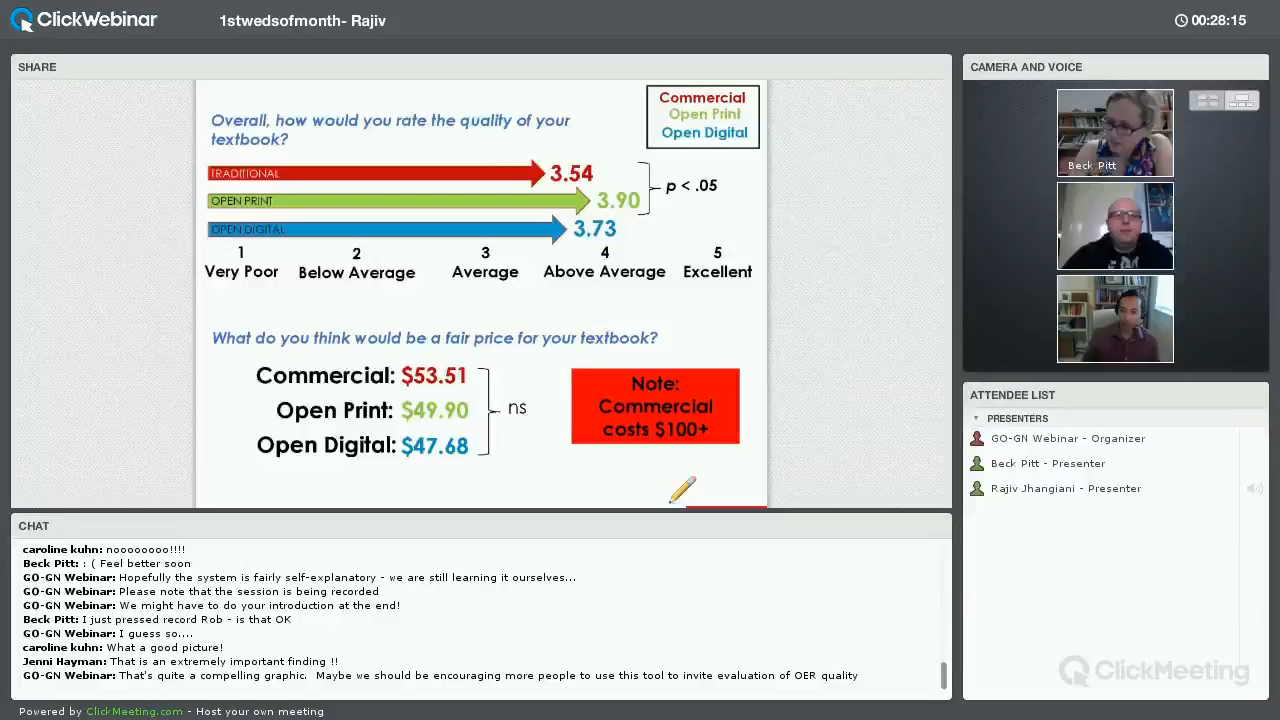 ClickWebinar
1stwedsofmonth- Rajiv
00:28:15
SHARE
Overall, how would you rate the quality of your
textbook?
Commercial
Open Print
Open Digital
TRADITIONAL
3.54
OPEN PRINT
3.90
OPEN DIGITAL
3.73
p < .05
1 2 3 4 5
Very Poor Below Average Average Above Average Excellent
What do you think would be a fair price for your textbook?
Commercial: $53.51
Open Print: $49.90
Open Digital: $47.68
ns
Note:
Commercial
costs $100+
CHAT
caroline kuhn: noooooooo!!!!
Beck Pitt: : ( Feel better soon
GO-GN Webinar: Hopefully the system is fairly self-explanatory - we are still learning it ourselves...
GO-GN Webinar: Please note that the session is being recorded
GO-GN Webinar: We might have to do your introduction at the end!
Beck Pitt: I just pressed record Rob - is that OK
GO-GN Webinar: I guess so....
caroline kuhn: What a good picture!
Jenni Hayman: That is an extremely important finding !!
GO-GN Webinar: That's quite a compelling graphic. Maybe we should be encouraging more people to use this tool to invite evaluation of OER quality
CAMERA AND VOICE
Beck Pitt
ATTENDEE LIST
PRESENTERS
GO-GN Webinar - Organizer
Beck Pitt - Presenter
Rajiv Jhangiani - Presenter
ClickMeeting
Powered by ClickMeeting.com - Host your own meeting